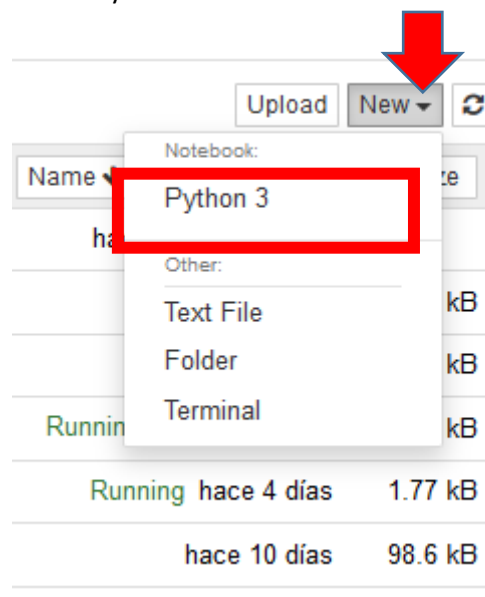 Upload New
Notebook:
Name
Python 3
Other:
Text File
kB
Folder
kB
Terminal
kB
Running hace 4 días 1.77 kB
hace 10 días 98.6 kB